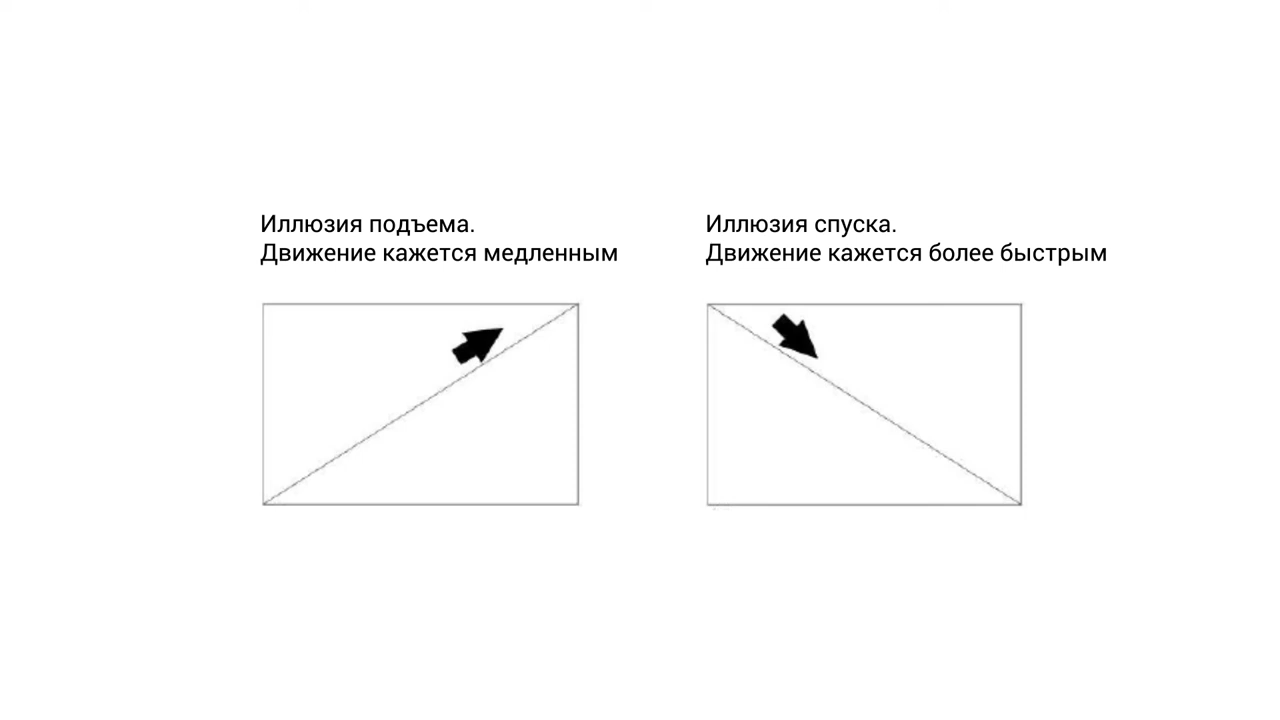 Иллюзия подъема.
Движение кажется медленным
Иллюзия спуска.
Движение кажется более быстрым